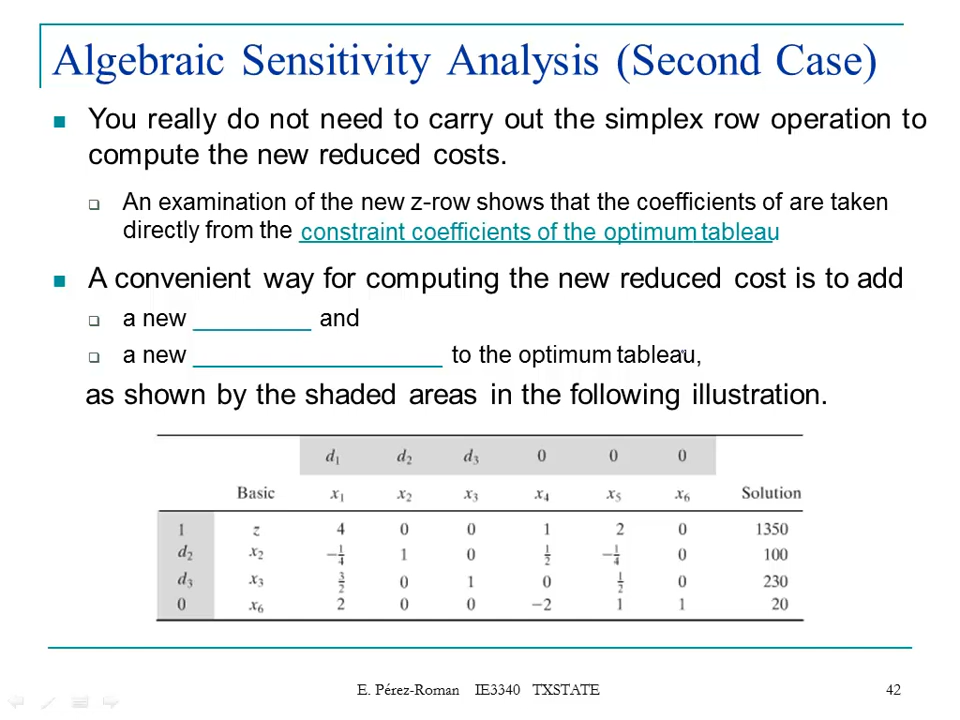 Algebraic Sensitivity Analysis (Second Case)
You really do not need to carry out the simplex row operation to
compute the new reduced costs.
An examination of the new z-row shows that the coefficients of are taken
directly from the constraint coefficients of the optimum tableau
A convenient way for computing the new reduced cost is to add
a new _________ and
a new ___________________ to the optimum tableau,
as shown by the shaded areas in the following illustration.
d₁ d₂ d₃ 0 0 0
Basic x₁ x₂ x₃ x₄ x₅ x₆ Solution
1 z 4 0 0 1 2 0 1350
d₂ x₂ −1/4 1 0 1/2 −1/4 0 100
d₃ x₃ 3/2 0 1 0 1/2 0 230
0 x₆ 2 0 0 −2 1 1 20
E. Pérez-Roman IE3340 TXSTATE 42